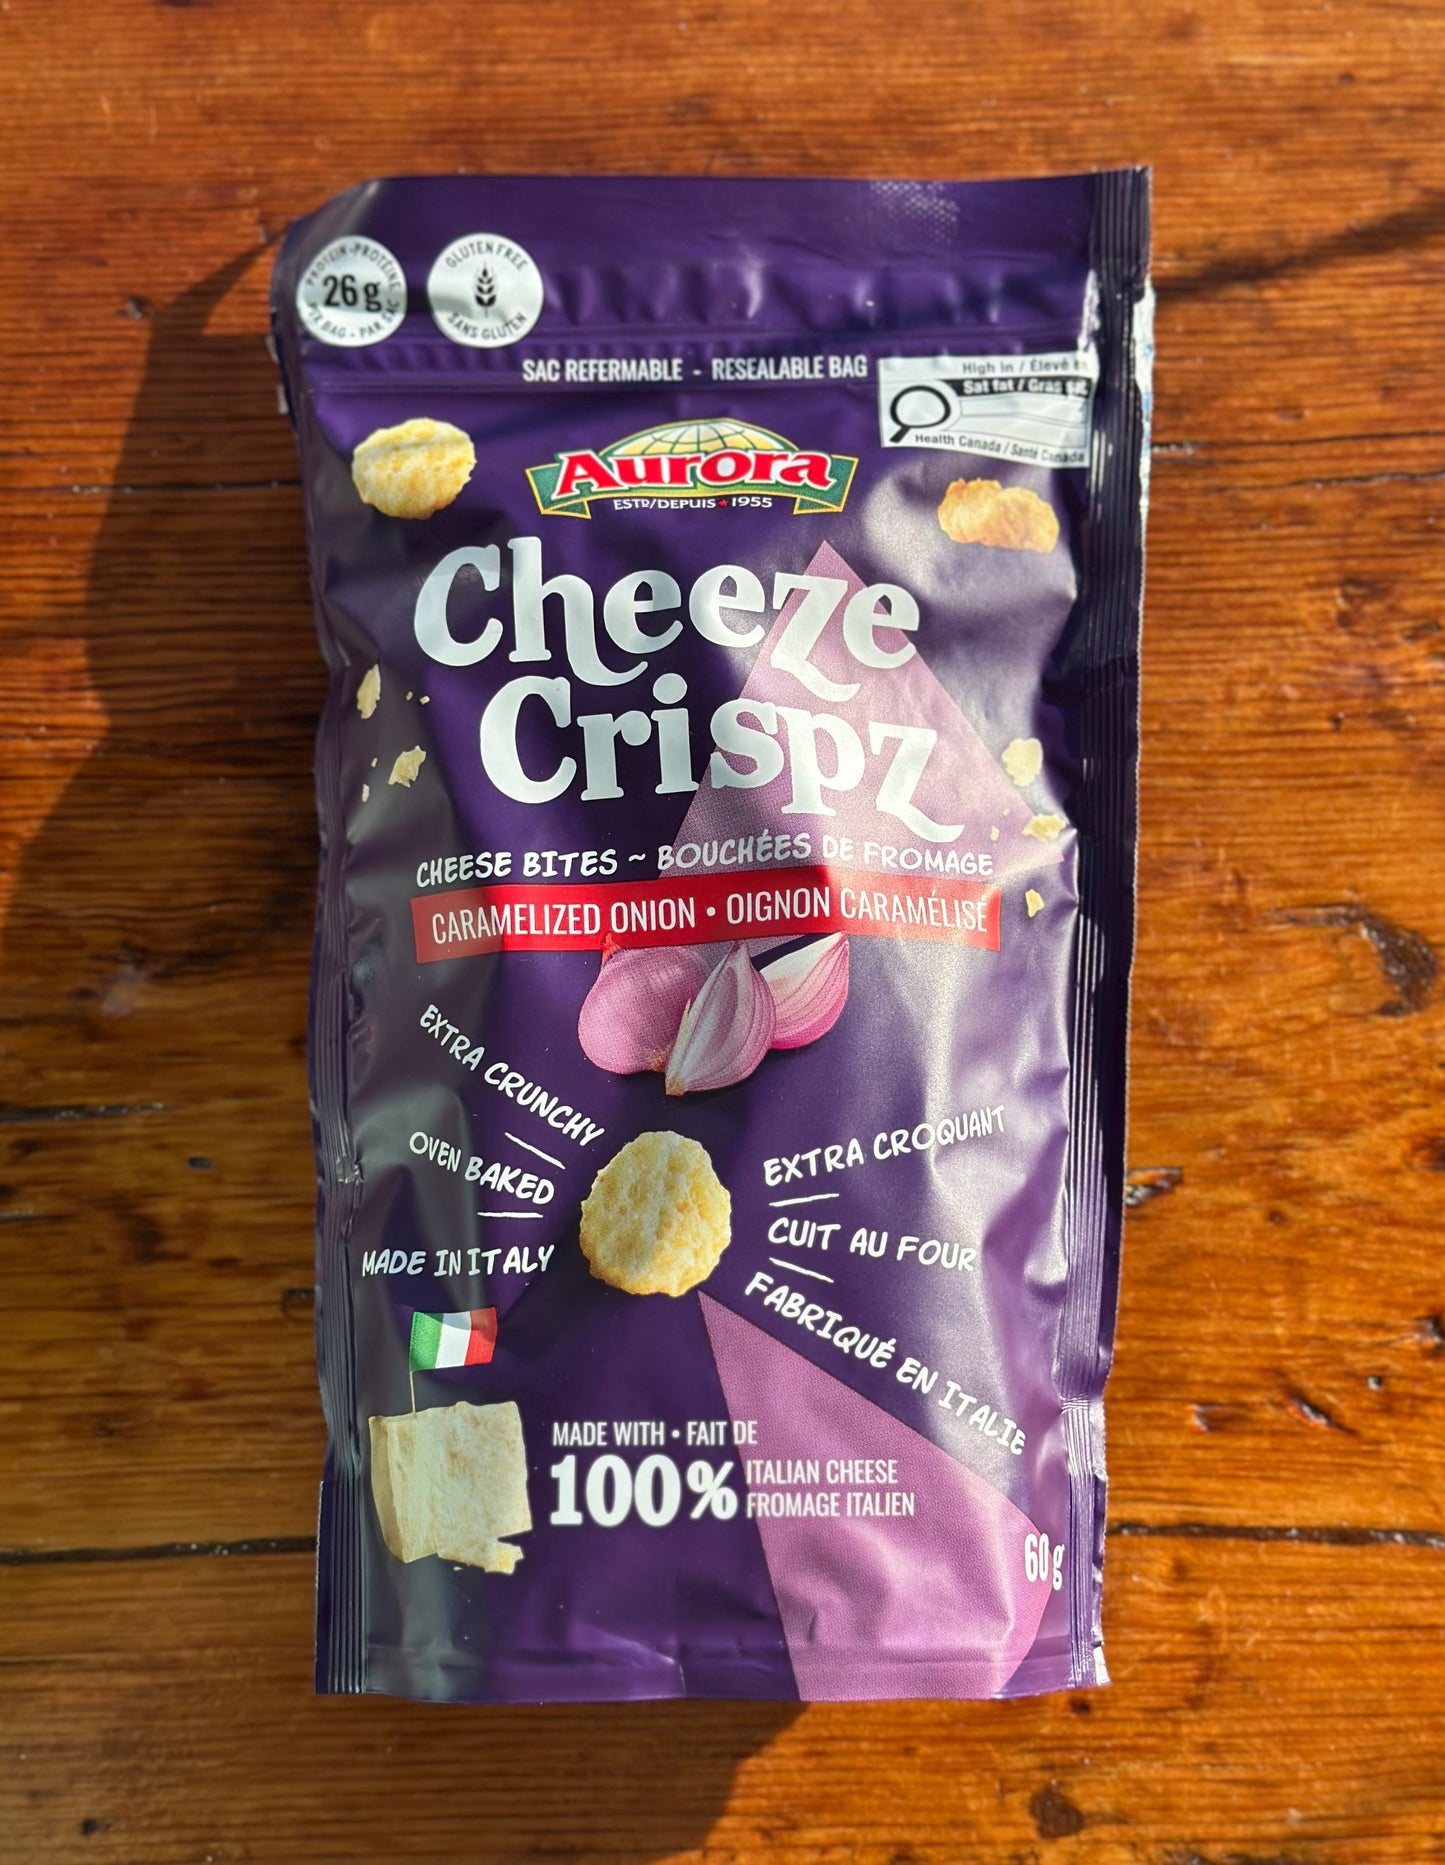 PROTEIN - PROTÉINE
26 g
PER BAG - PAR SAC
GLUTEN FREE
SANS GLUTEN
SAC REFERMABLE - RESEALABLE BAG
High in / Élevé e
Sat fat / Gras sat
Health Canada / Santé Canada
Aurora
ESTD/DEPUIS★1955
Cheeze
Crispz
CHEESE BITES ~ BOUCHÉES DE FROMAGE
CARAMELIZED ONION • OIGNON CARAMÉLISÉ
EXTRA CRUNCHY
OVEN BAKED
MADE IN ITALY
EXTRA CROQUANT
CUIT AU FOUR
FABRIQUÉ EN ITALIE
MADE WITH • FAIT DE
100% ITALIAN CHEESE
FROMAGE ITALIEN
60 g